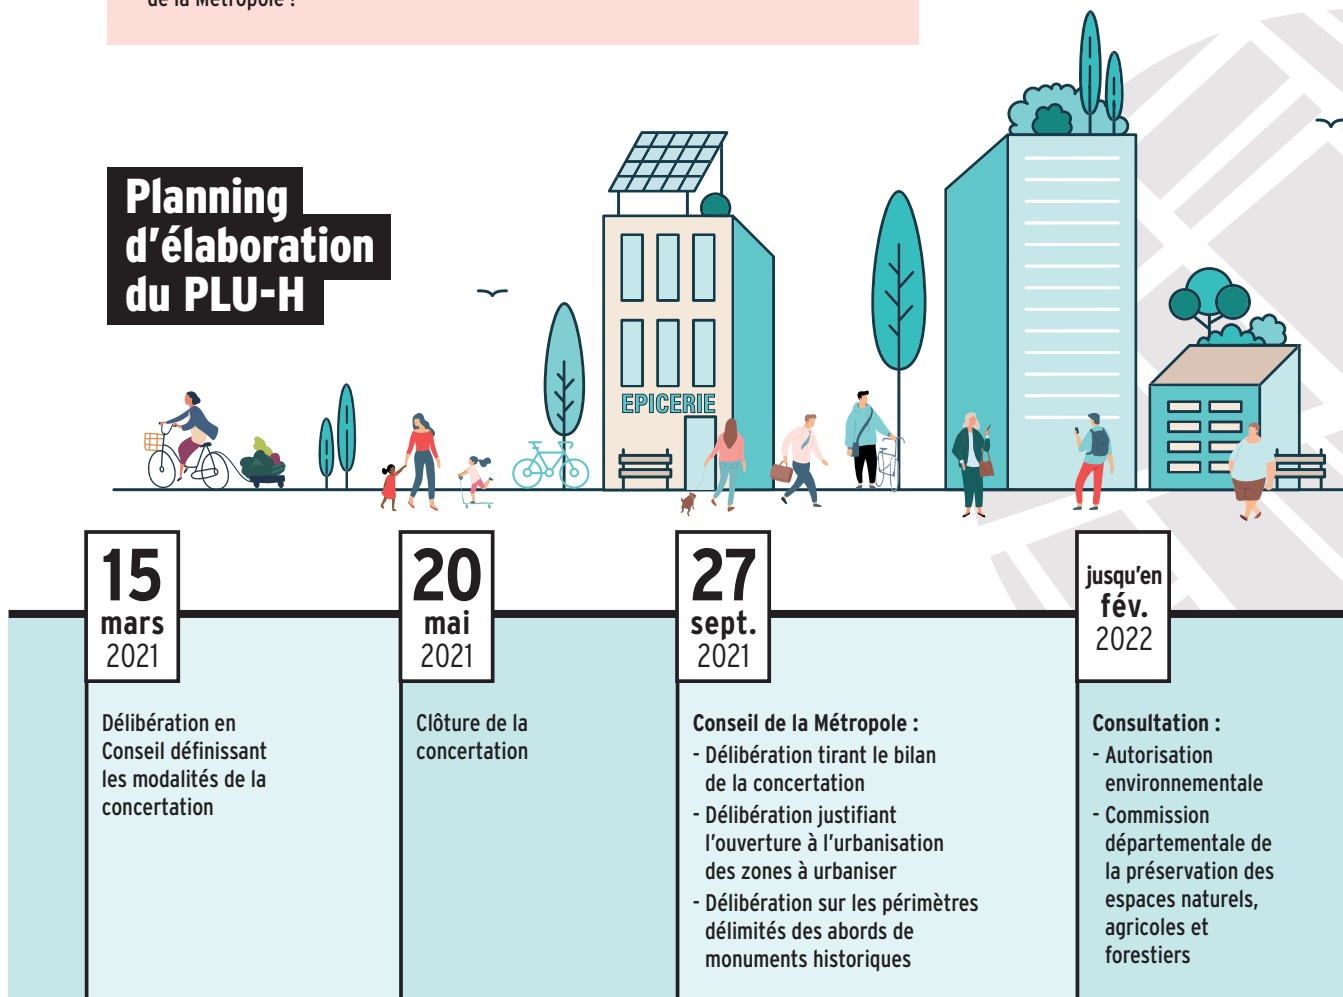 de la Métropole !
Planning
d'élaboration
du PLU-H
EPICERIE
15
mars
2021
Délibération en
Conseil définissant
les modalités de la
concertation
20
mai
2021
Clôture de la
concertation
27
sept.
2021
Conseil de la Métropole :
- Délibération tirant le bilan
de la concertation
- Délibération justifiant
l'ouverture à l'urbanisation
des zones à urbaniser
- Délibération sur les périmètres
délimités des abords de
monuments historiques
jusqu'en
fév.
2022
Consultation :
- Autorisation
environnementale
- Commission
départementale de
la préservation des
espaces naturels,
agricoles et
forestiers